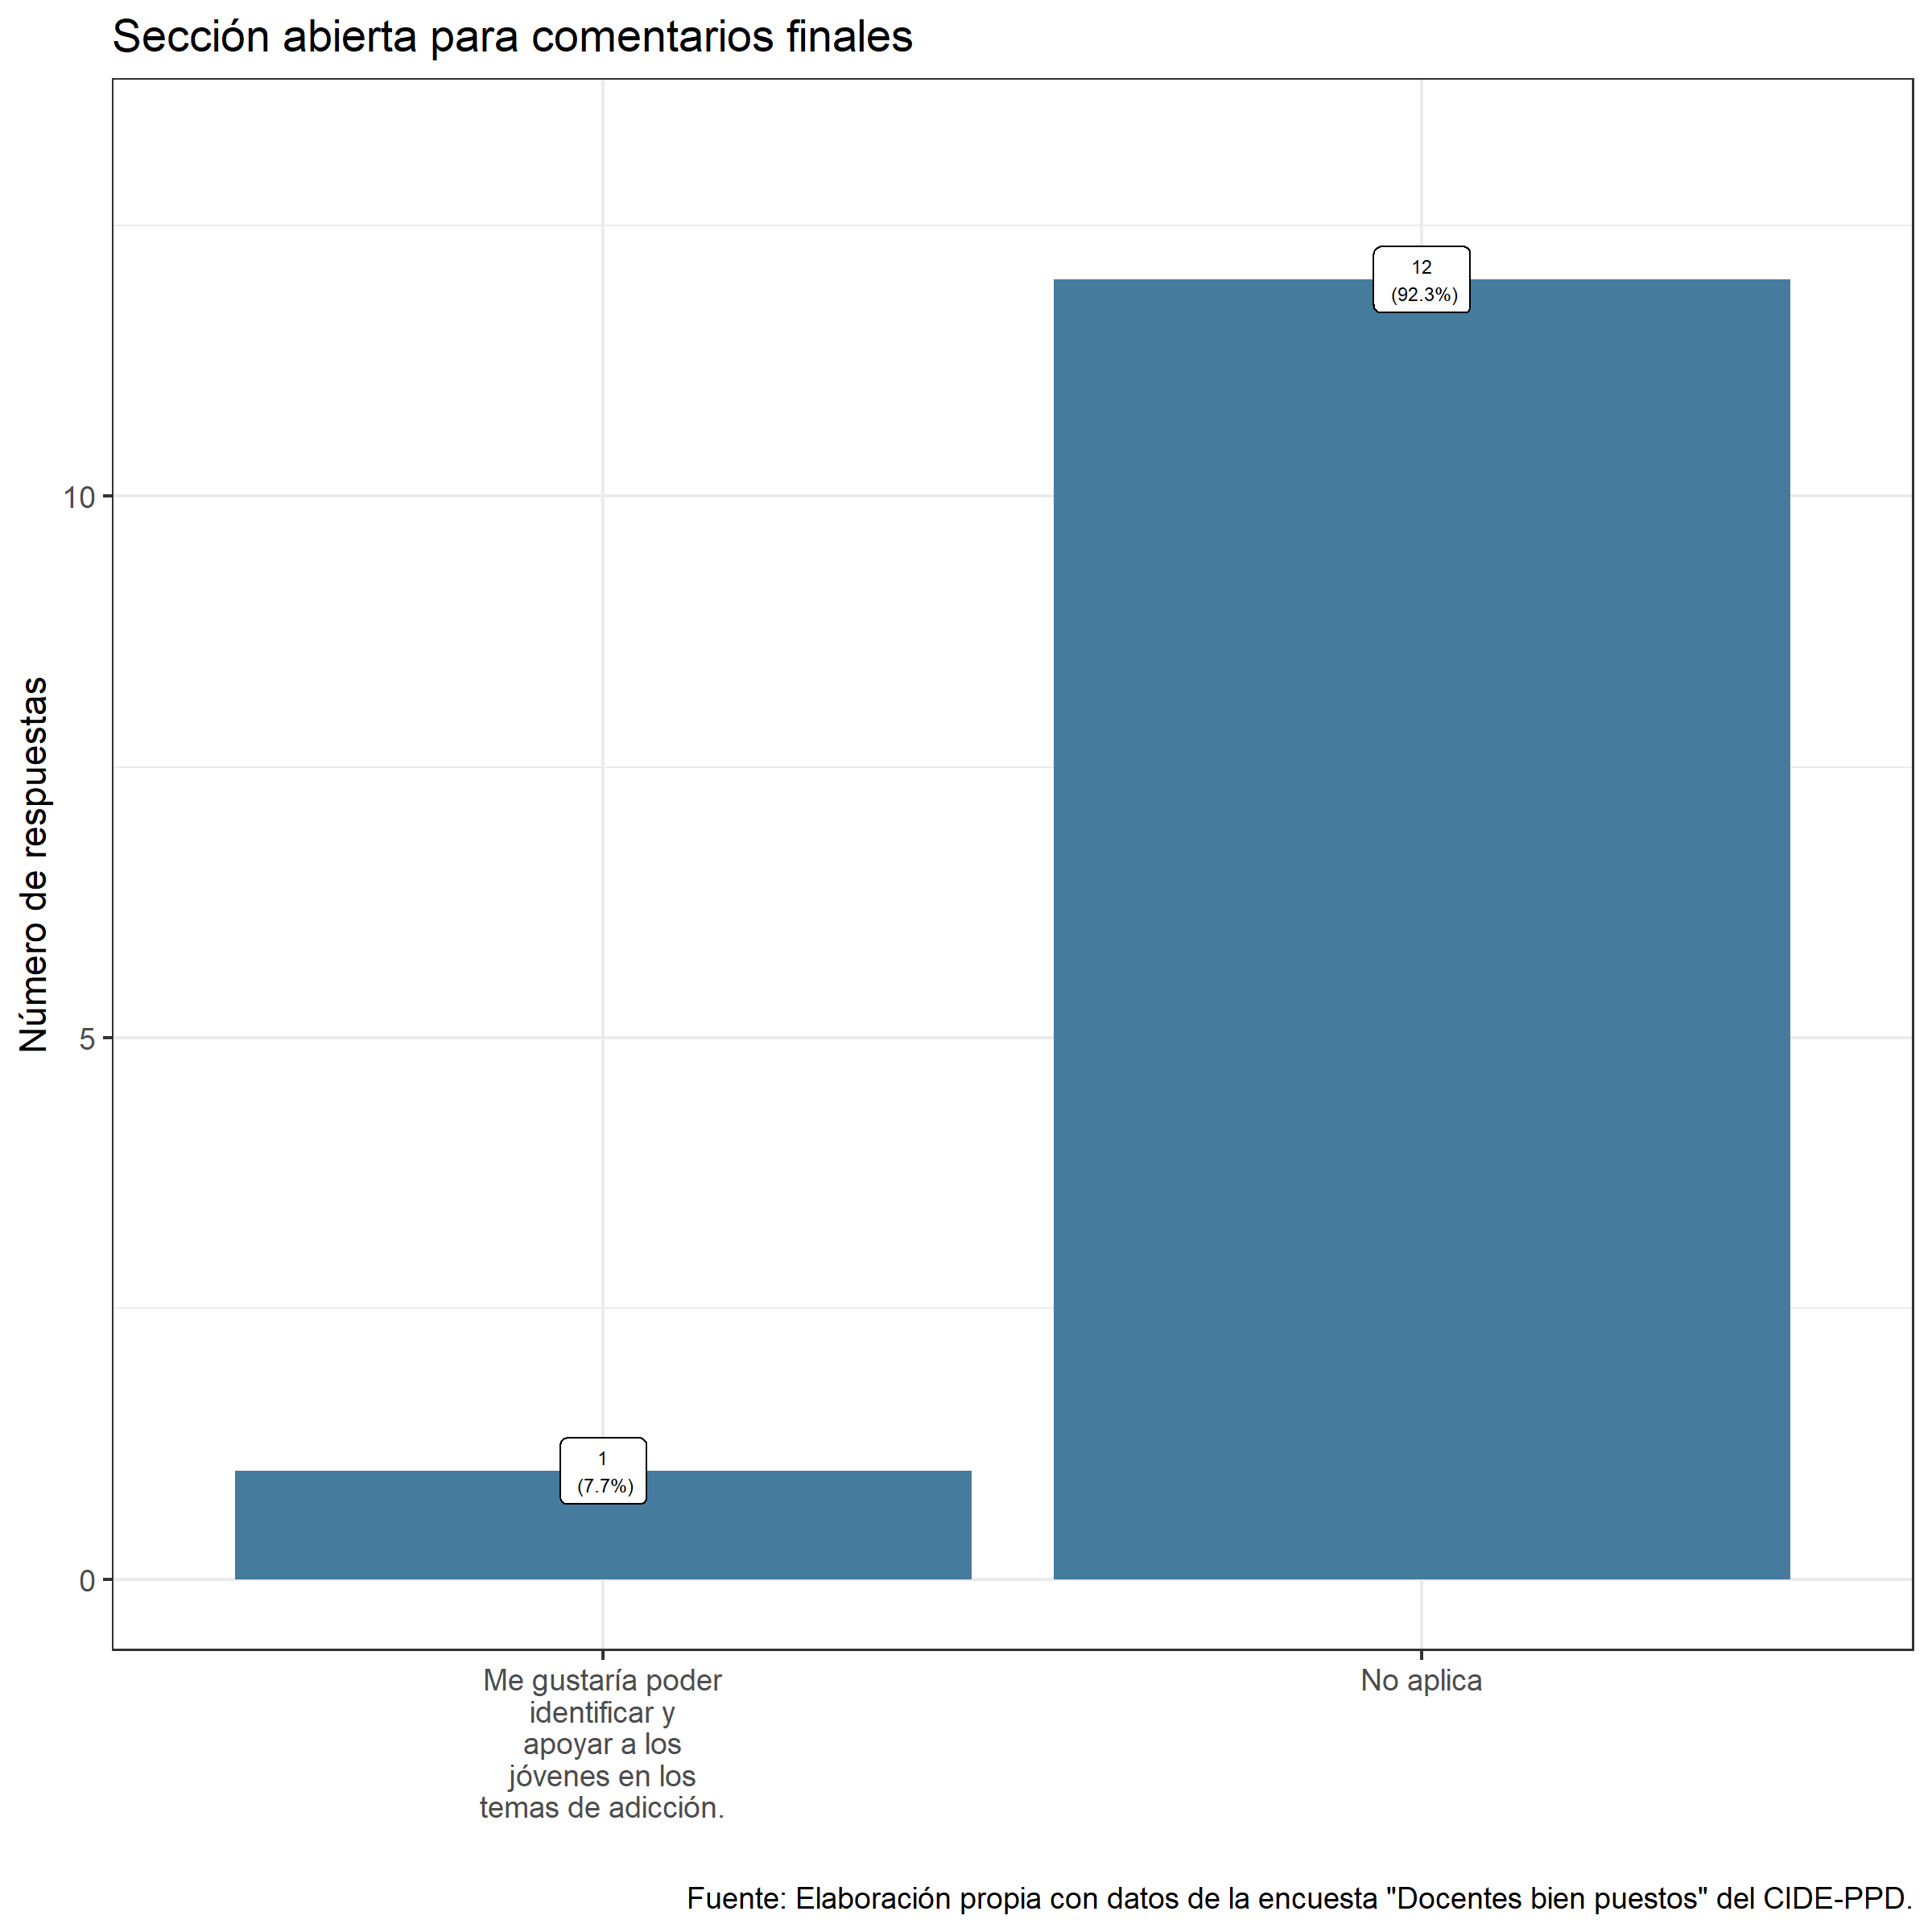 Sección abierta para comentarios finales
Número de respuestas
10
5
0
12
(92.3%)
1
(7.7%)
Me gustaría poder
identificar y
apoyar a los
jóvenes en los
temas de adicción.
No aplica
Fuente: Elaboración propia con datos de la encuesta "Docentes bien puestos" del CIDE-PPD.